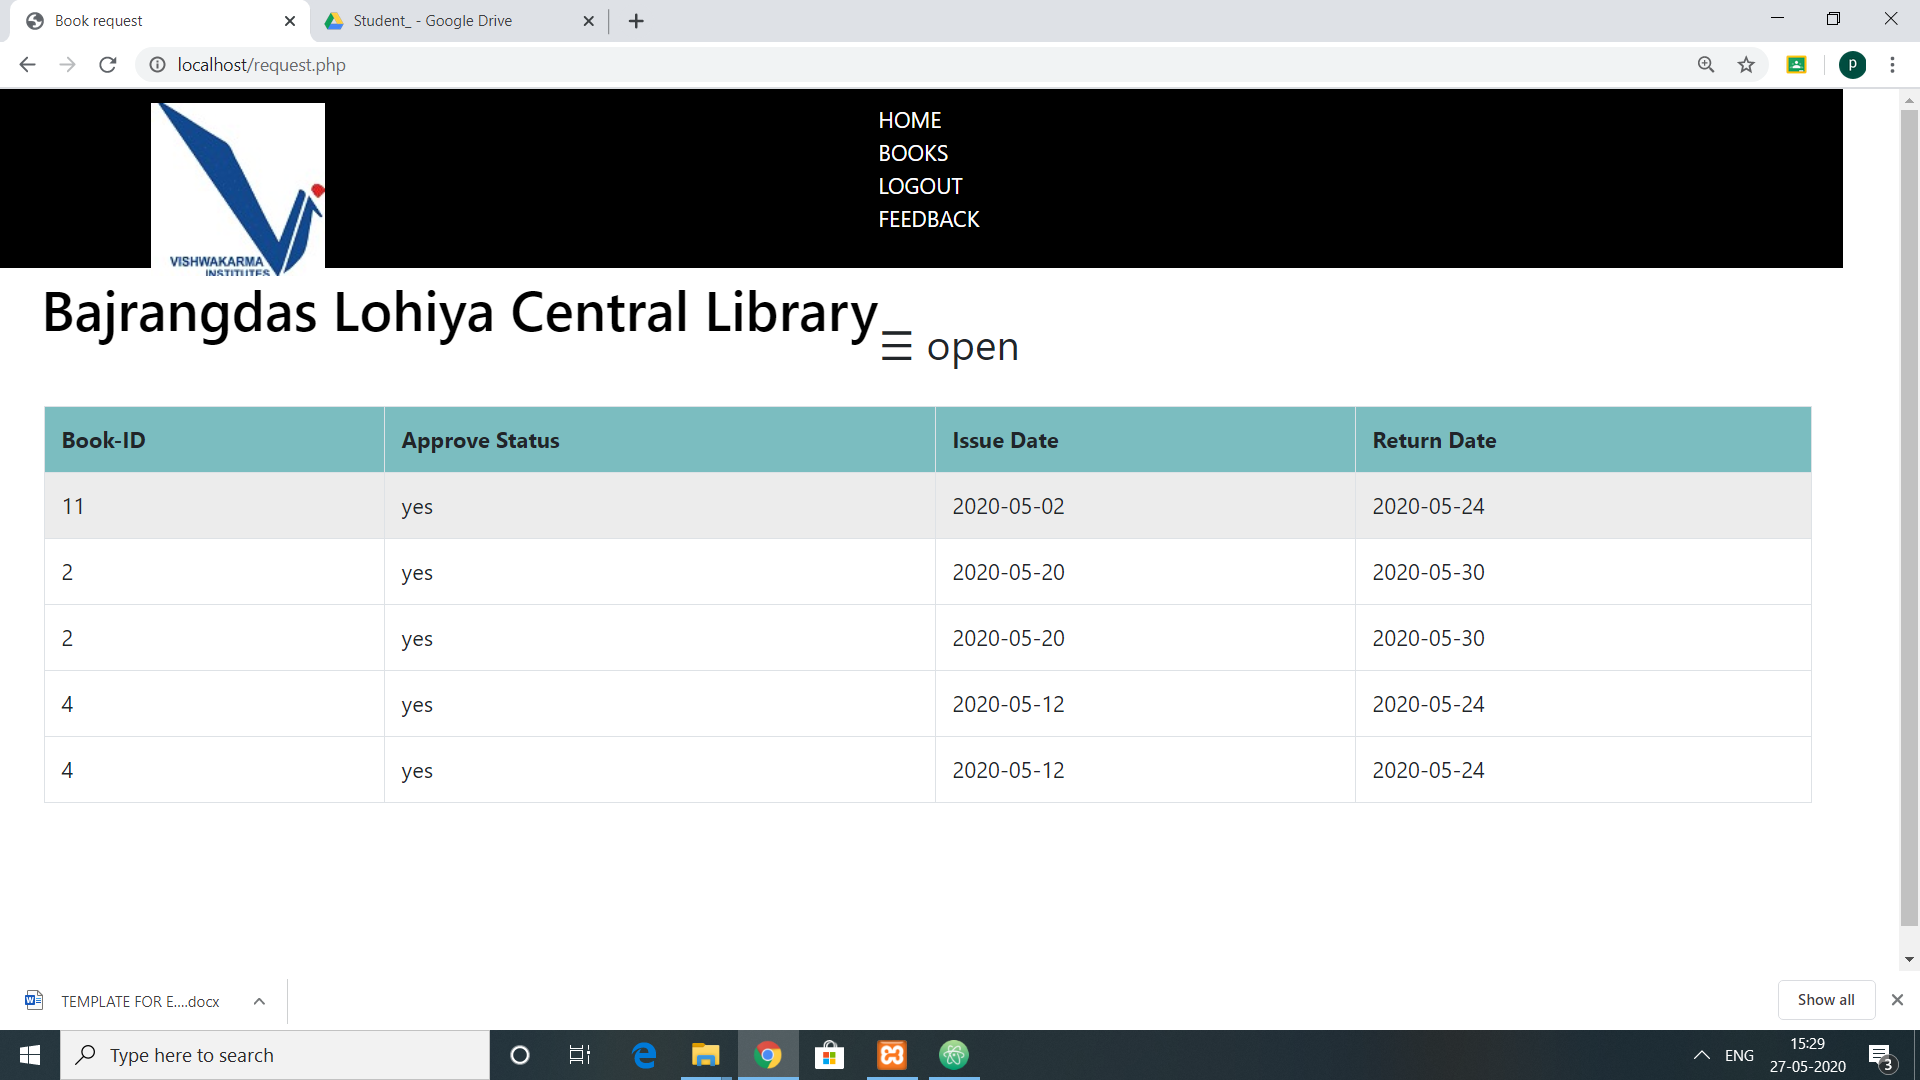 Book request
Student_ - Google Drive
localhost/request.php
p
HOME
BOOKS
LOGOUT
FEEDBACK
VISHWAKARMA
INSTITUTES
Bajrangdas Lohiya Central Library
☰ open
Book-ID Approve Status Issue Date Return Date
11 yes 2020-05-02 2020-05-24
2 yes 2020-05-20 2020-05-30
2 yes 2020-05-20 2020-05-30
4 yes 2020-05-12 2020-05-24
4 yes 2020-05-12 2020-05-24
TEMPLATE FOR E....docx
Show all
Type here to search
ENG
15:29
27-05-2020
3